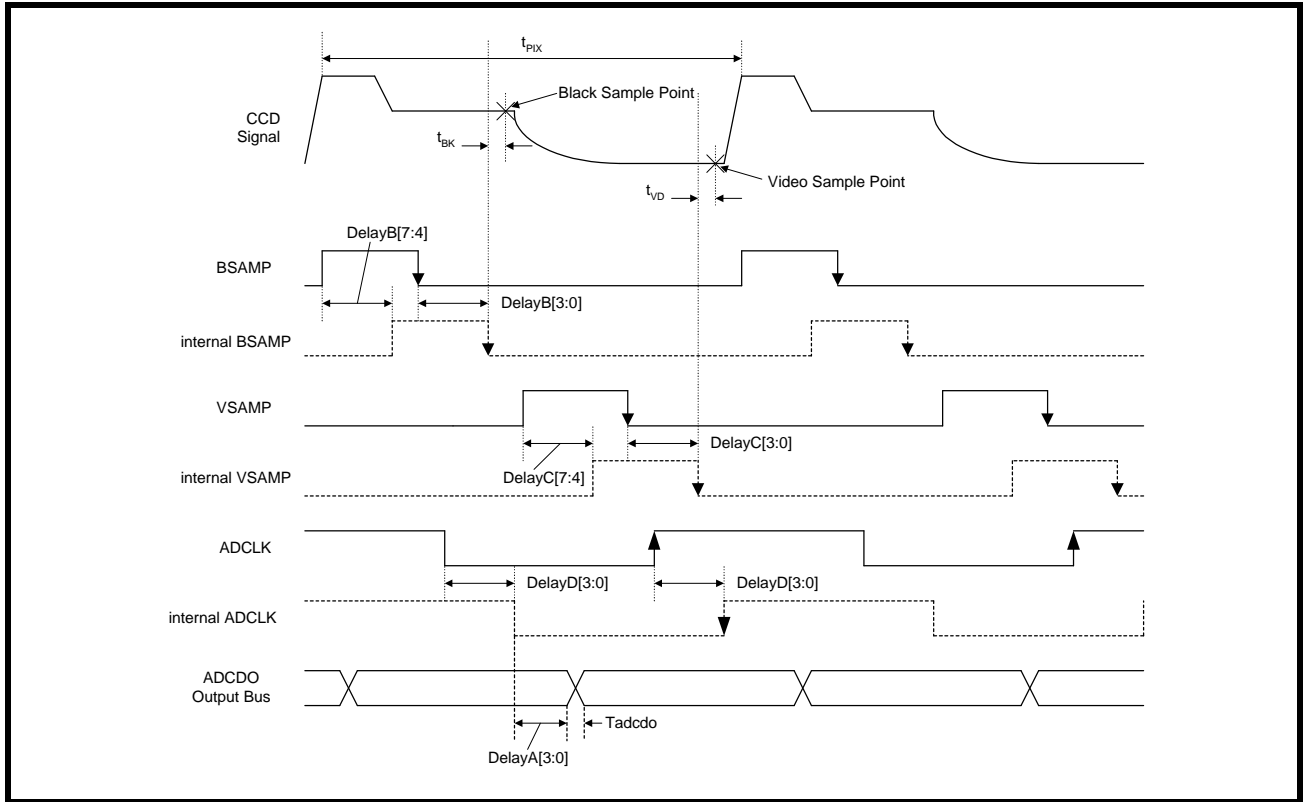 tPIX
Black Sample Point
CCD
Signal
tBK
Video Sample Point
tVD
DelayB[7:4]
BSAMP
DelayB[3:0]
internal BSAMP
VSAMP
DelayC[3:0]
DelayC[7:4]
internal VSAMP
ADCLK
DelayD[3:0]
DelayD[3:0]
internal ADCLK
ADCDO
Output Bus
Tadcdo
DelayA[3:0]